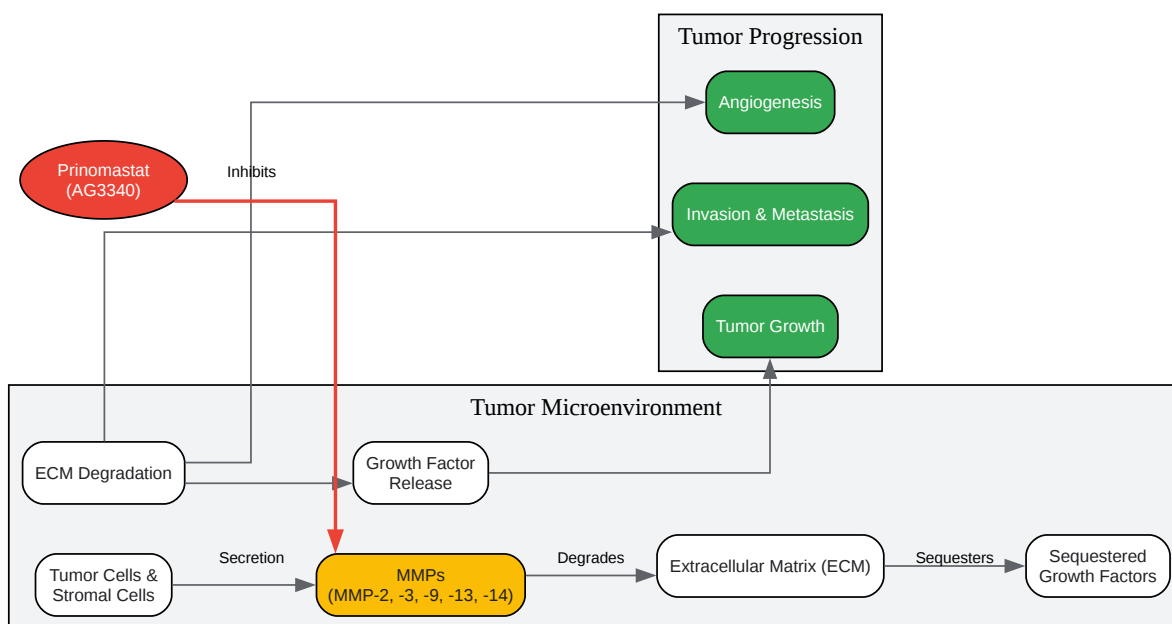 Tumor Progression
Angiogenesis
Prinomastat
(AG3340)
Inhibits
Invasion & Metastasis
Tumor Growth
Tumor Microenvironment
ECM Degradation
Growth Factor
Release
Tumor Cells &
Stromal Cells
Secretion
MMPs
(MMP-2, -3, -9, -13, -14)
Degrades
Extracellular Matrix (ECM)
Sequesters
Sequestered
Growth Factors